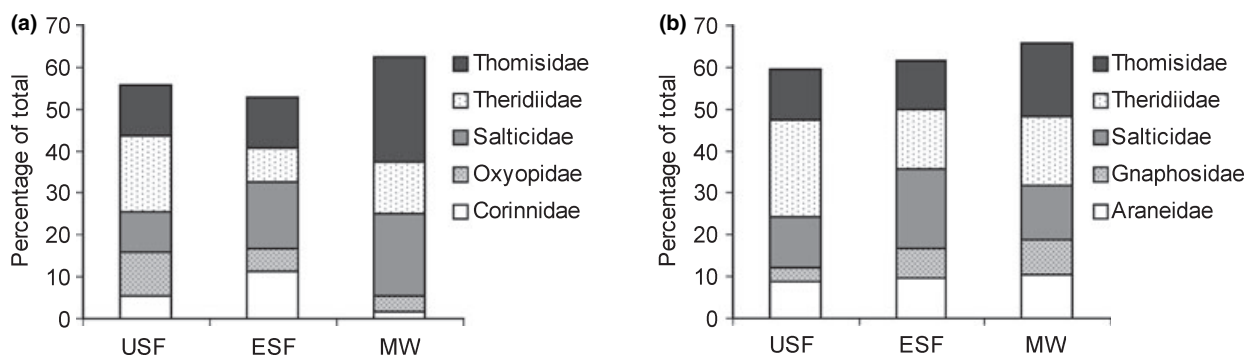 (a)
Percentage of total
70
60
50
40
30
20
10
0
USF ESF MW
Thomisidae
Theridiidae
Salticidae
Oxyopidae
Corinnidae
(b)
Percentage of total
70
60
50
40
30
20
10
0
USF ESF MW
Thomisidae
Theridiidae
Salticidae
Gnaphosidae
Araneidae